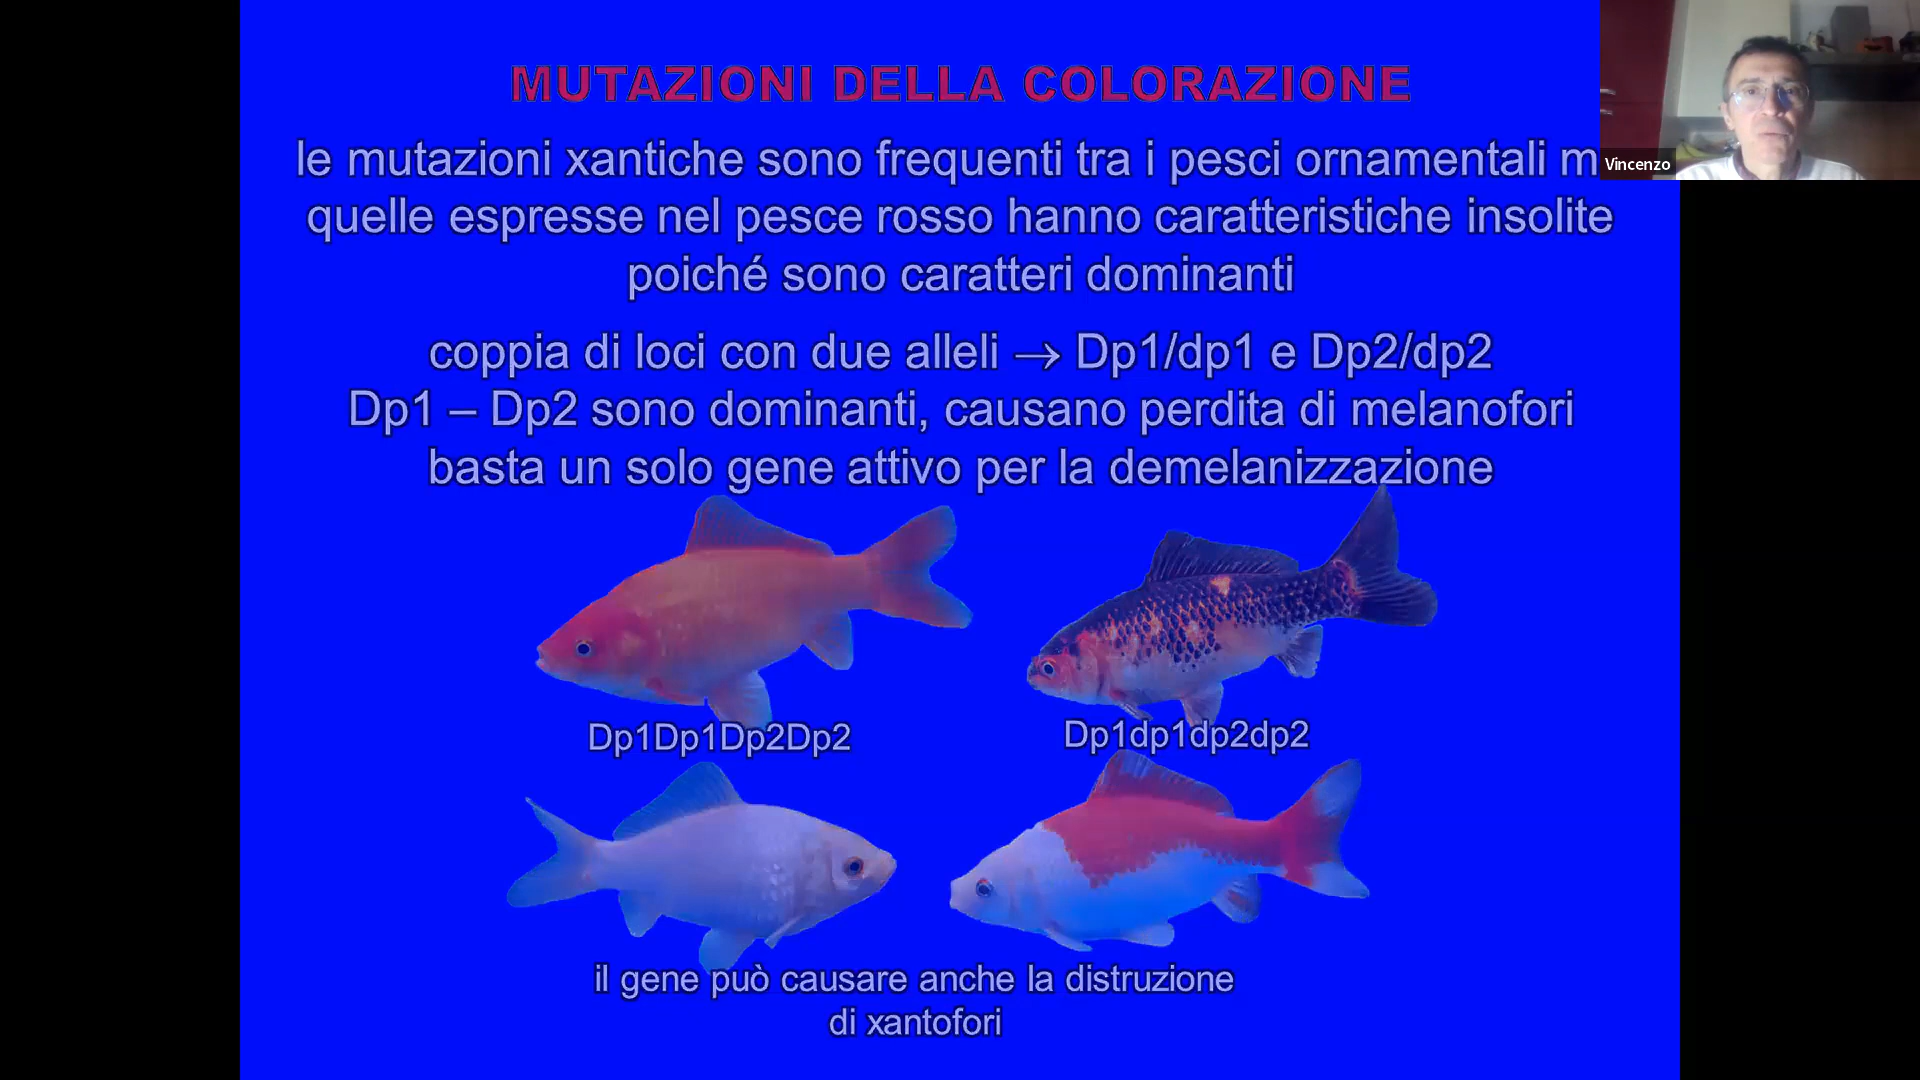 MUTAZIONI DELLA COLORAZIONE
le mutazioni xantiche sono frequenti tra i pesci ornamentali m
quelle espresse nel pesce rosso hanno caratteristiche insolite
poiché sono caratteri dominanti
coppia di loci con due alleli → Dp1/dp1 e Dp2/dp2
Dp1 – Dp2 sono dominanti, causano perdita di melanofori
basta un solo gene attivo per la demelanizzazione
Dp1Dp1Dp2Dp2
Dp1dp1dp2dp2
il gene può causare anche la distruzione
di xantofori
Vincenzo